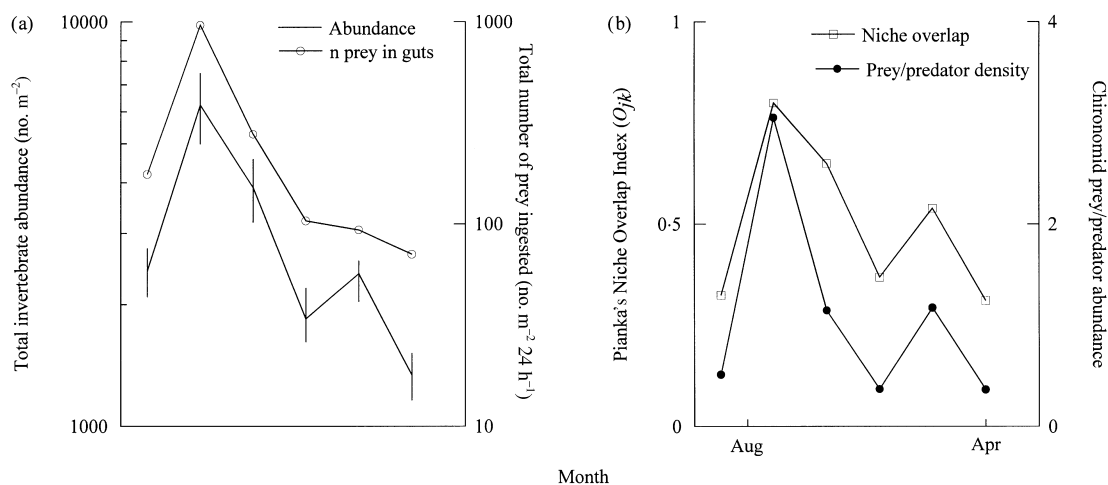 (a)
10000
1000
Total invertebrate abundance (no. m⁻²)
Abundance
n prey in guts
1000
100
10
Total number of prey ingested (no. m⁻² 24 h⁻¹)
(b)
1
0·5
0
Pianka's Niche Overlap Index (Ojk)
Niche overlap
Prey/predator density
4
2
0
Chironomid prey/predator abundance
Aug
Apr
Month